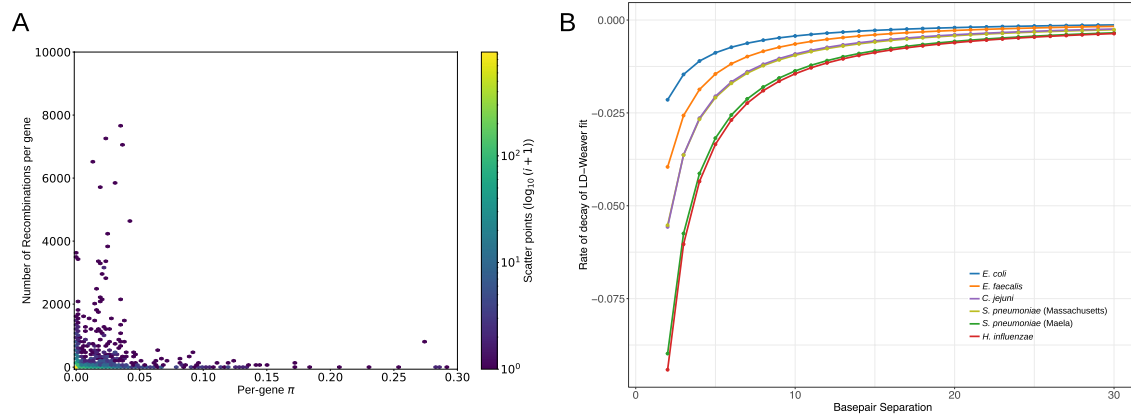 A
10000
8000
6000
4000
2000
0
Number of Recombinations per gene
0.00 0.05 0.10 0.15 0.20 0.25 0.30
Per-gene π
10²
10¹
10⁰
Scatter points (log₁₀ (i + 1))
B
0.000
−0.025
−0.050
−0.075
Rate of decay of LD−Weaver fit
E. coli
E. faecalis
C. jejuni
S. pneumoniae (Massachusetts)
S. pneumoniae (Maela)
H. influenzae
0 10 20 30
Basepair Separation